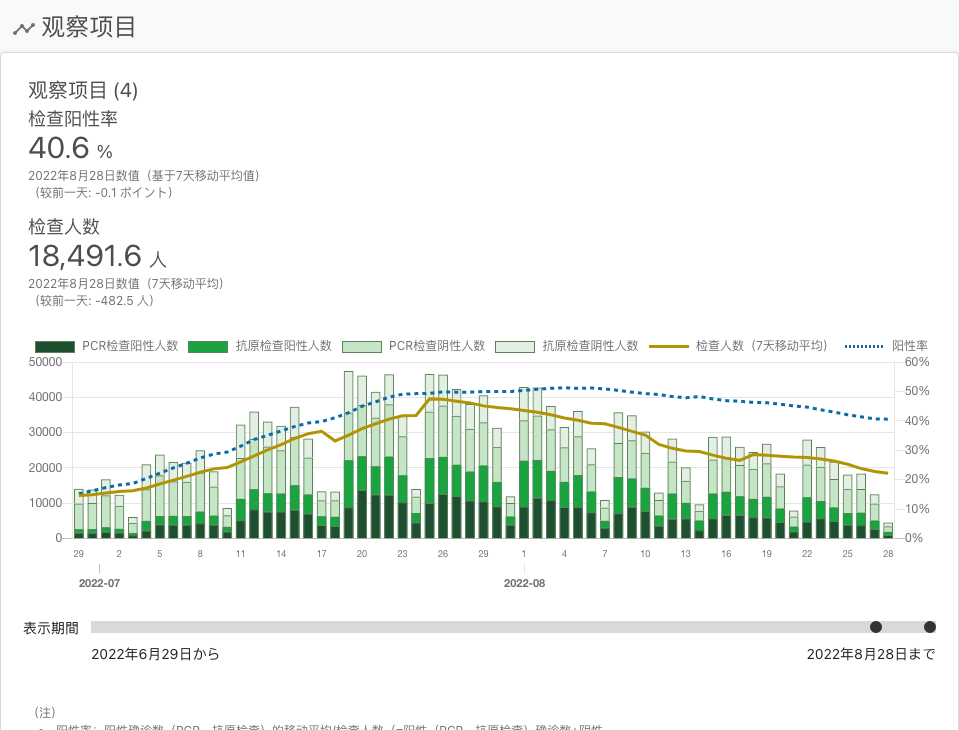 观察项目
观察项目 (4)
检查阳性率
40.6 %
2022年8月28日数值（基于7天移动平均值）
（较前一天: -0.1 ポイント）
检查人数
18,491.6 人
2022年8月28日数值（7天移动平均）
（较前一天: -482.5 人）
PCR检查阳性人数 抗原检查阳性人数 PCR检查阴性人数 抗原检查阴性人数 检查人数（7天移动平均） 阳性率
50000 60%
40000 50%
30000 40%
20000 30%
10000 20%
0 10%
0%
29 2 5 8 11 14 17 20 23 26 29 1 4 7 10 13 16 19 22 25 28
2022-07 2022-08
表示期間
2022年6月29日から 2022年8月28日まで
（注）